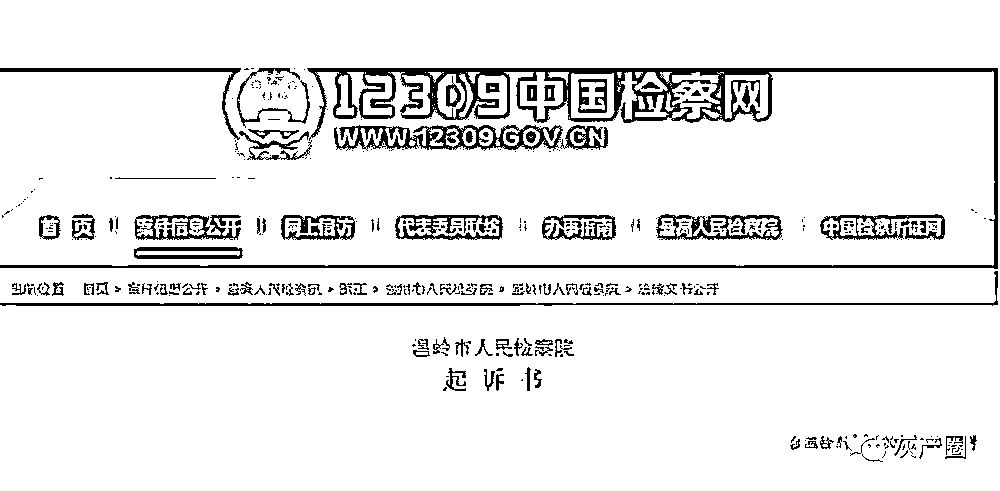 12309中国检察网
WWW.12309.GOV.CN
首 页 案件信息公开 网上信访 代表委员联络 办事指南 最高人民检察院 中国检察听证网
当前位置 首页 > 案件信息公开 > 最高人民检察院 > 浙江 > 台州市人民检察院 > 温岭市人民检察院 > 法律文书公开
温岭市人民检察院
起 诉 书
灰产圈